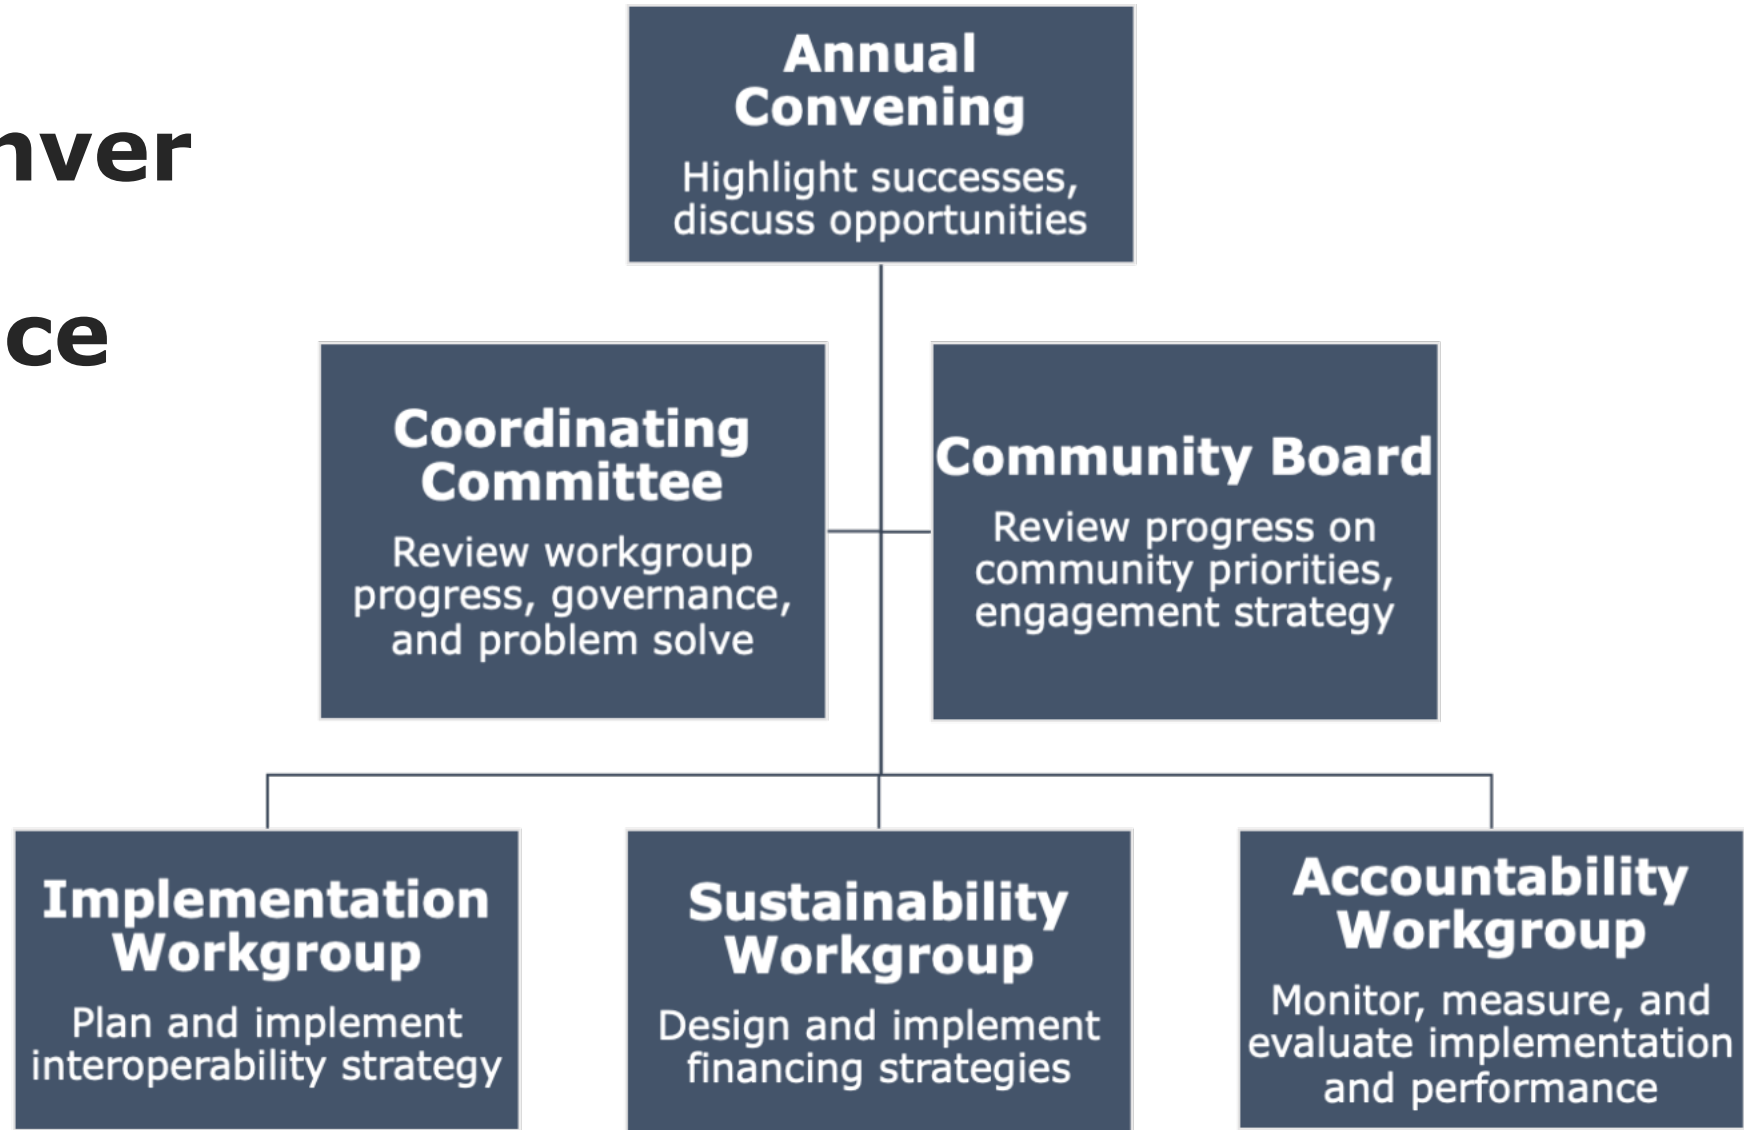 nver
ce
Annual
Convening
Highlight successes,
discuss opportunities
Coordinating
Committee
Review workgroup
progress, governance,
and problem solve
Community Board
Review progress on
community priorities,
engagement strategy
Implementation
Workgroup
Plan and implement
interoperability strategy
Sustainability
Workgroup
Design and implement
financing strategies
Accountability
Workgroup
Monitor, measure, and
evaluate implementation
and performance